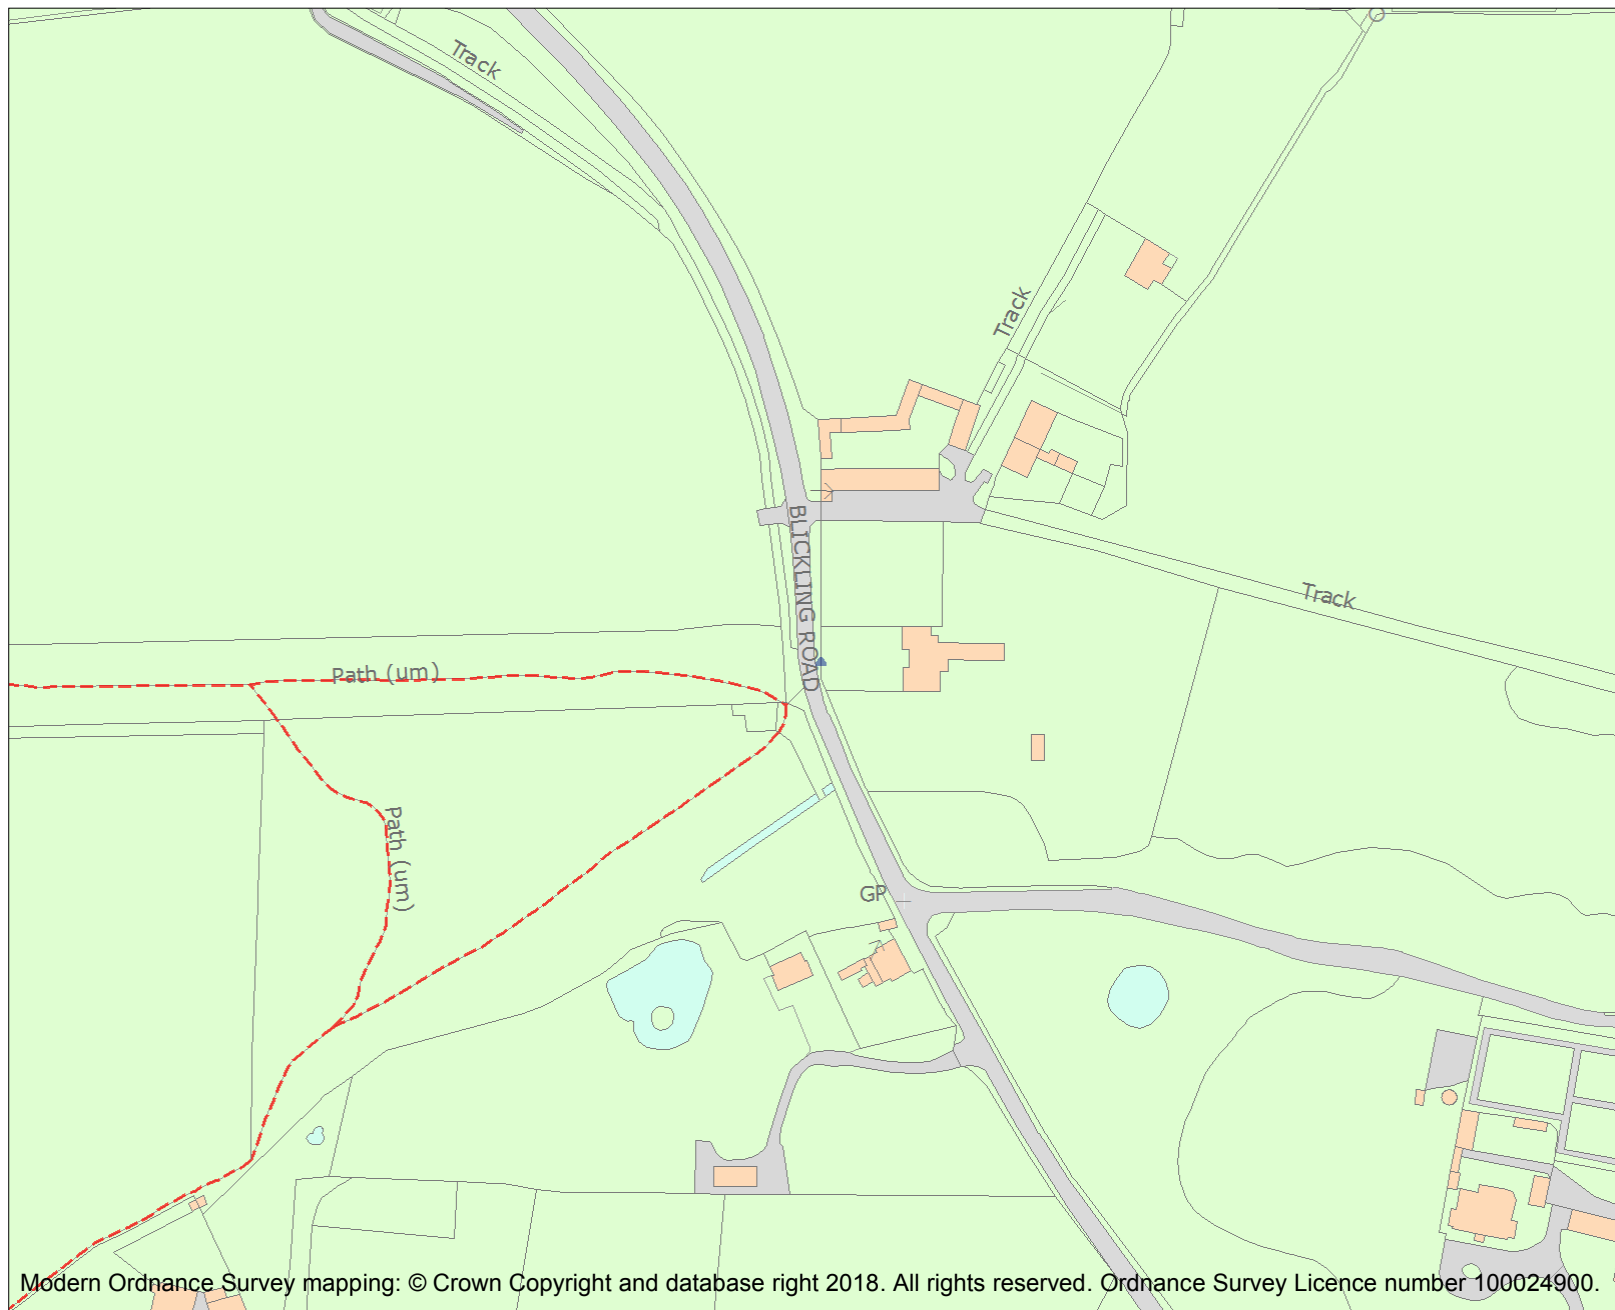 Track
Track
Track
BLICKLING ROAD
Path (um)
Path (um)
GP
Modern Ordnance Survey mapping: © Crown Copyright and database right 2018. All rights reserved. Ordnance Survey Licence number 100024900.